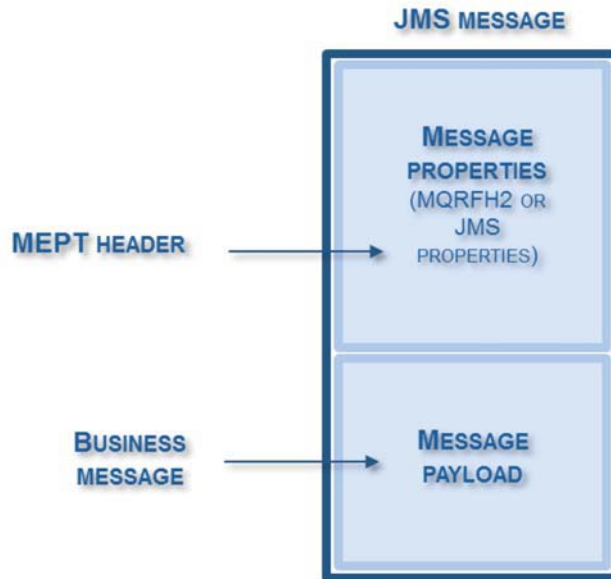 JMS MESSAGE
MESSAGE
PROPERTIES
(MQRFH2 OR
JMS
PROPERTIES)
MEPT HEADER
BUSINESS
MESSAGE
MESSAGE
PAYLOAD